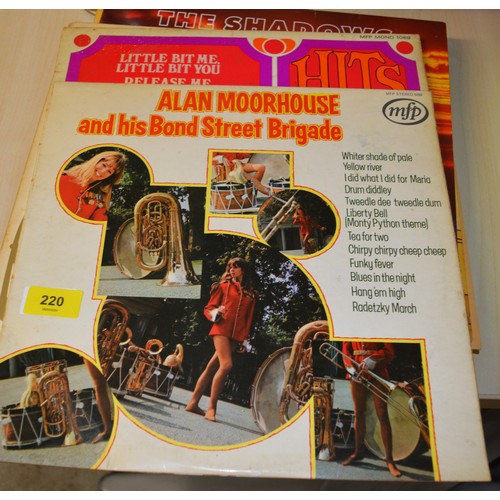 THE SHADOWS
MFP MONO 1088
LITTLE BIT ME,
LITTLE BIT YOU
RELEASE ME
HITS
ALAN MOORHOUSE
and his Bond Street Brigade
mfp
Whiter shade of pale
Yellow river
I did what I did for Maria
Drum diddley
Tweedle dee tweedle dum
Liberty Bell
(Monty Python theme)
Tea for two
Chirpy chirpy cheep cheep
Funky fever
Blues in the night
Hang em high
Radetzky March
220